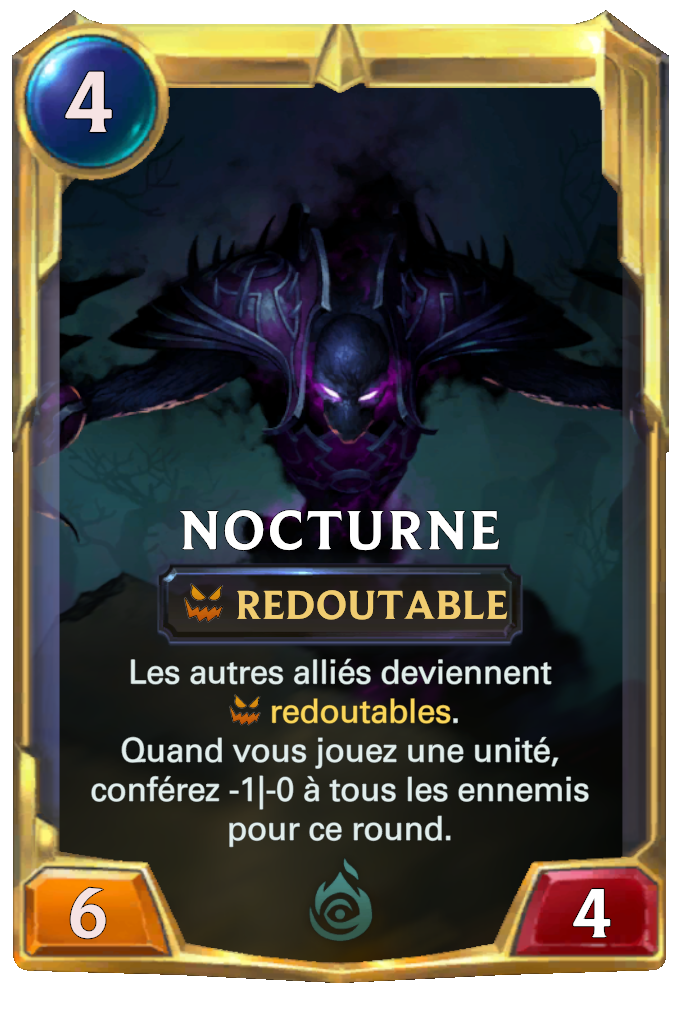 4
NOCTURNE
REDOUTABLE
Les autres alliés deviennent
redoutables.
Quand vous jouez une unité,
conférez -1|-0 à tous les ennemis
pour ce round.
6
4